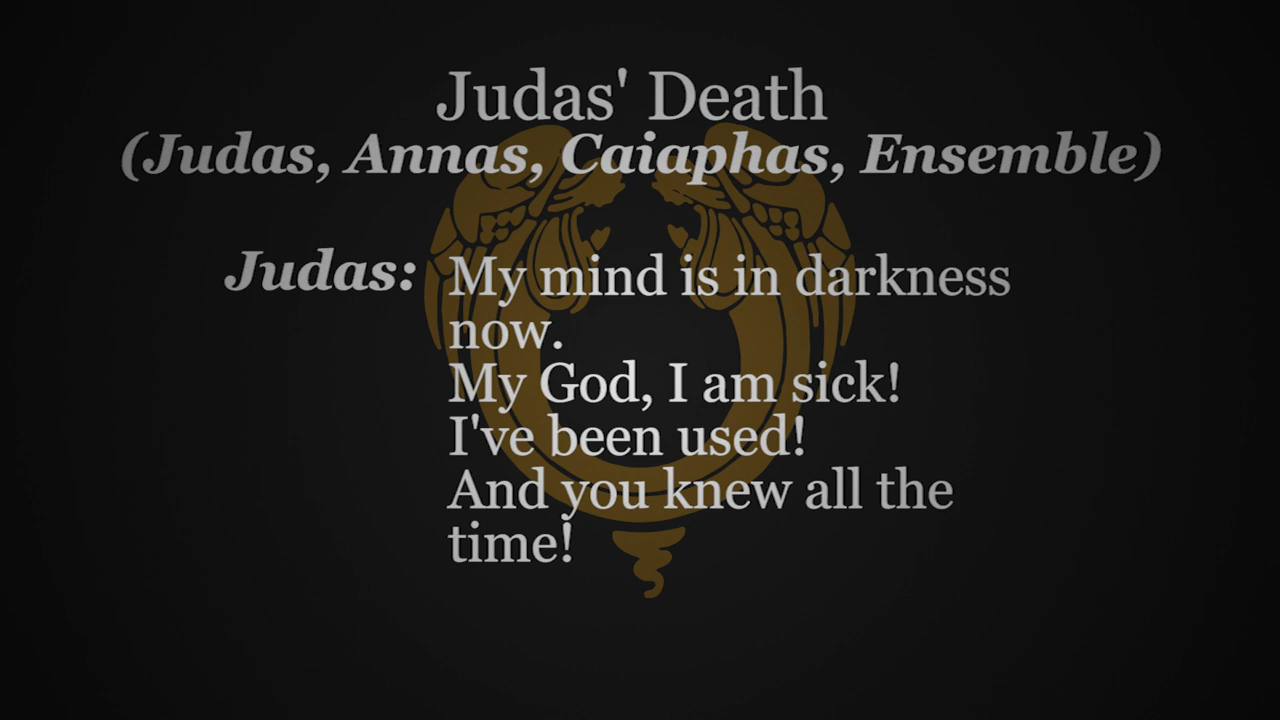 Judas' Death
(Judas, Annas, Caiaphas, Ensemble)
Judas: My mind is in darkness
now.
My God, I am sick!
I've been used!
And you knew all the
time!